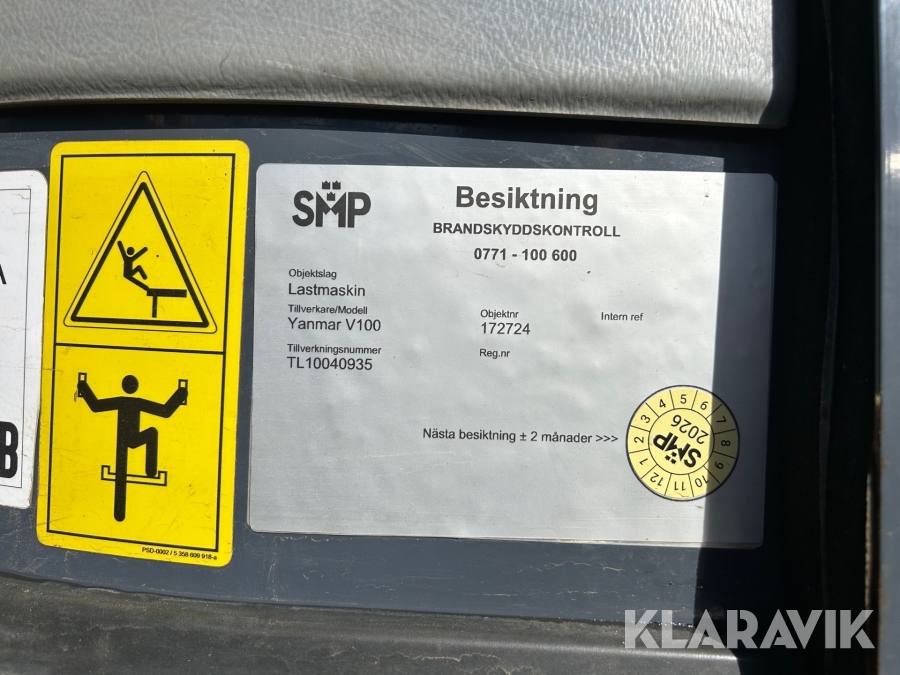 A
B
PSD-0002 / 5 358 609 918-a
SMP
Besiktning
BRANDSKYDDSKONTROLL
0771 - 100 600
Objektslag
Lastmaskin
Tillverkare/Modell
Yanmar V100
Objektnr
172724
Intern ref
Tillverkningsnummer
TL10040935
Reg.nr
Nästa besiktning ± 2 månader >>>
1 2 3 4 5 6 7 8 9 10 11 12
SMP
2026
KLARAVIK